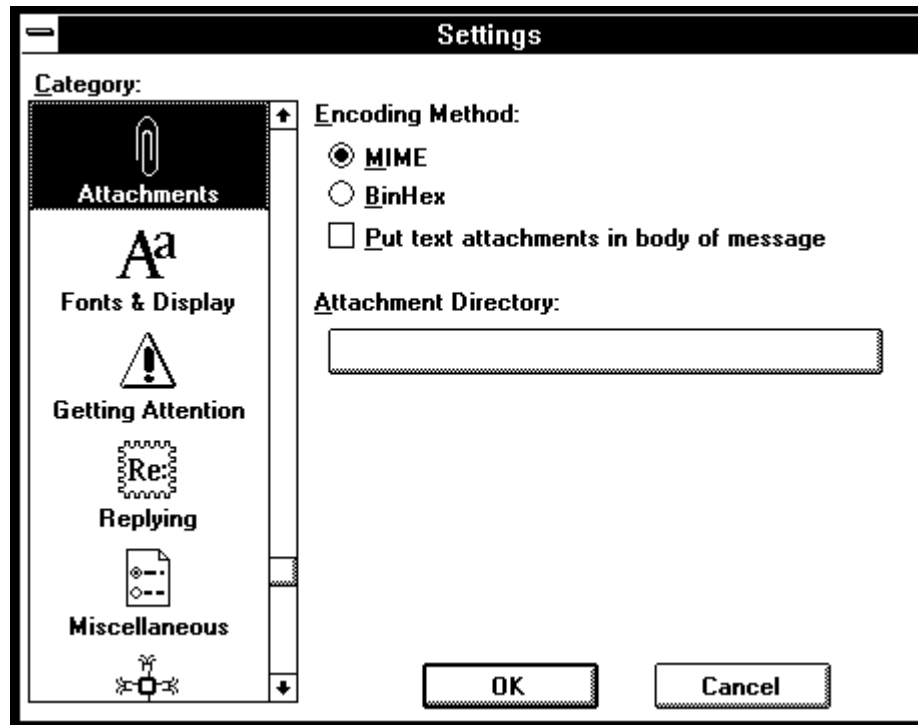 Settings
Category:
Attachments
Aa
Fonts & Display
Getting Attention
Re:
Replying
Miscellaneous
Encoding Method:
MIME
BinHex
Put text attachments in body of message
Attachment Directory:
OK
Cancel